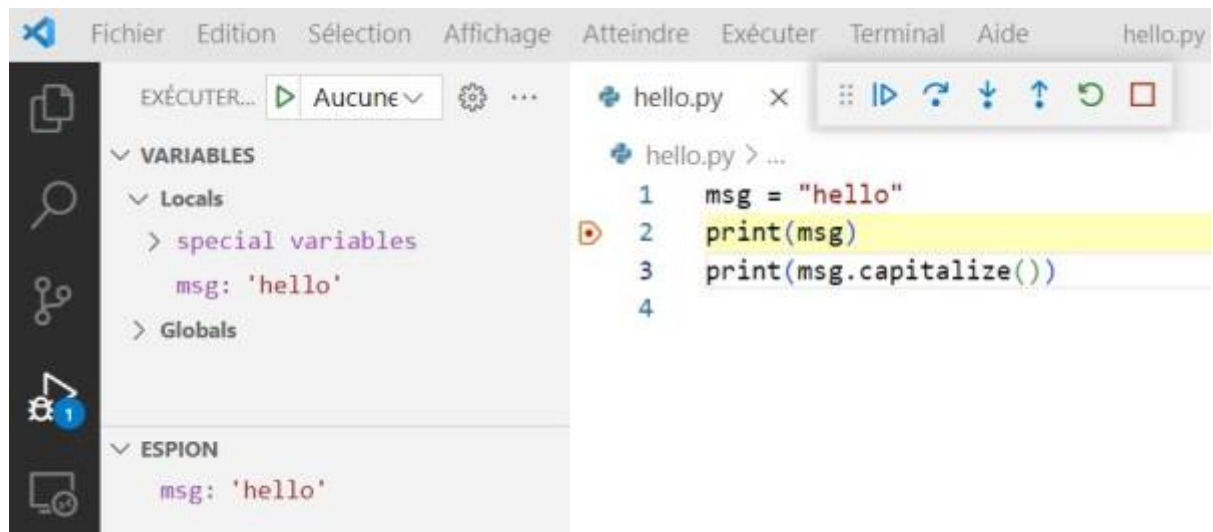 Fichier Edition Sélection Affichage Atteindre Exécuter Terminal Aide hello.py
EXÉCUTER... Aucune
VARIABLES
Locals
special variables
msg: 'hello'
Globals
1
ESPION
msg: 'hello'
hello.py
hello.py > ...
1 msg = "hello"
2 print(msg)
3 print(msg.capitalize())
4